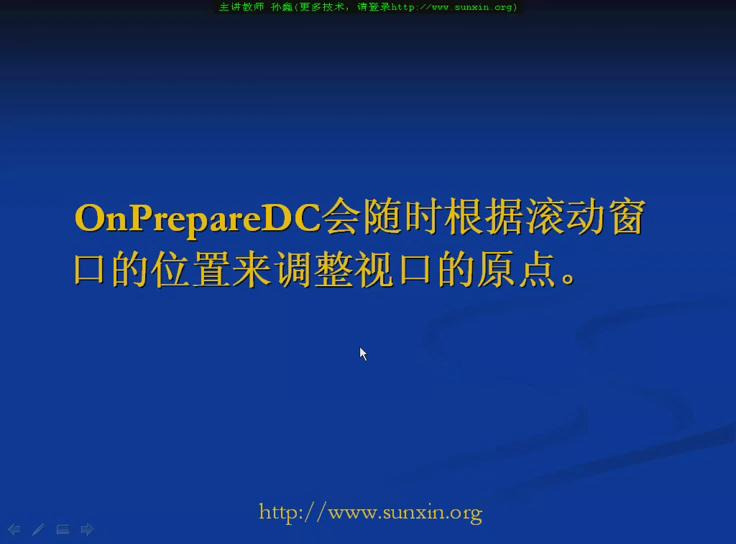 主讲教师 孙鑫(更多技术，请登录http://www.sunxin.org)
OnPrepareDC会随时根据滚动窗
口的位置来调整视口的原点。
http://www.sunxin.org